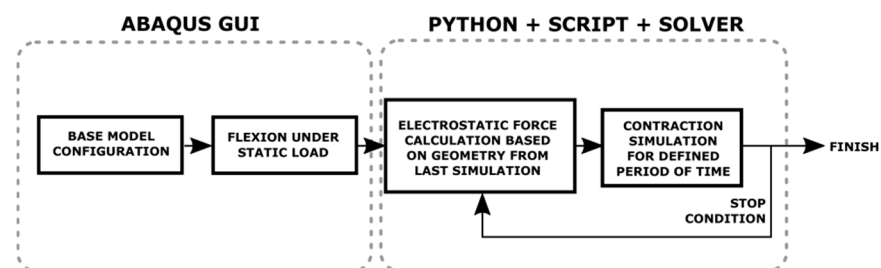 ABAQUS GUI
PYTHON + SCRIPT + SOLVER
BASE MODEL
CONFIGURATION
FLEXION UNDER
STATIC LOAD
ELECTROSTATIC FORCE
CALCULATION BASED
ON GEOMETRY FROM
LAST SIMULATION
CONTRACTION
SIMULATION
FOR DEFINED
PERIOD OF TIME
FINISH
STOP
CONDITION